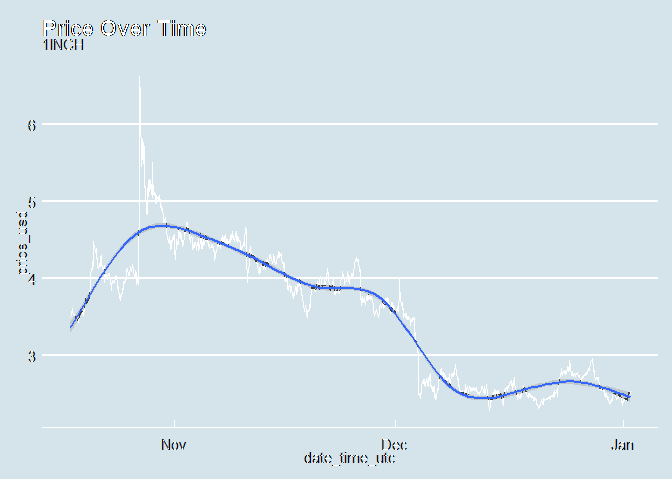 Price Over Time
1INCH
6
5
4
3
price_usd
Nov
Dec
Jan
date_time_utc